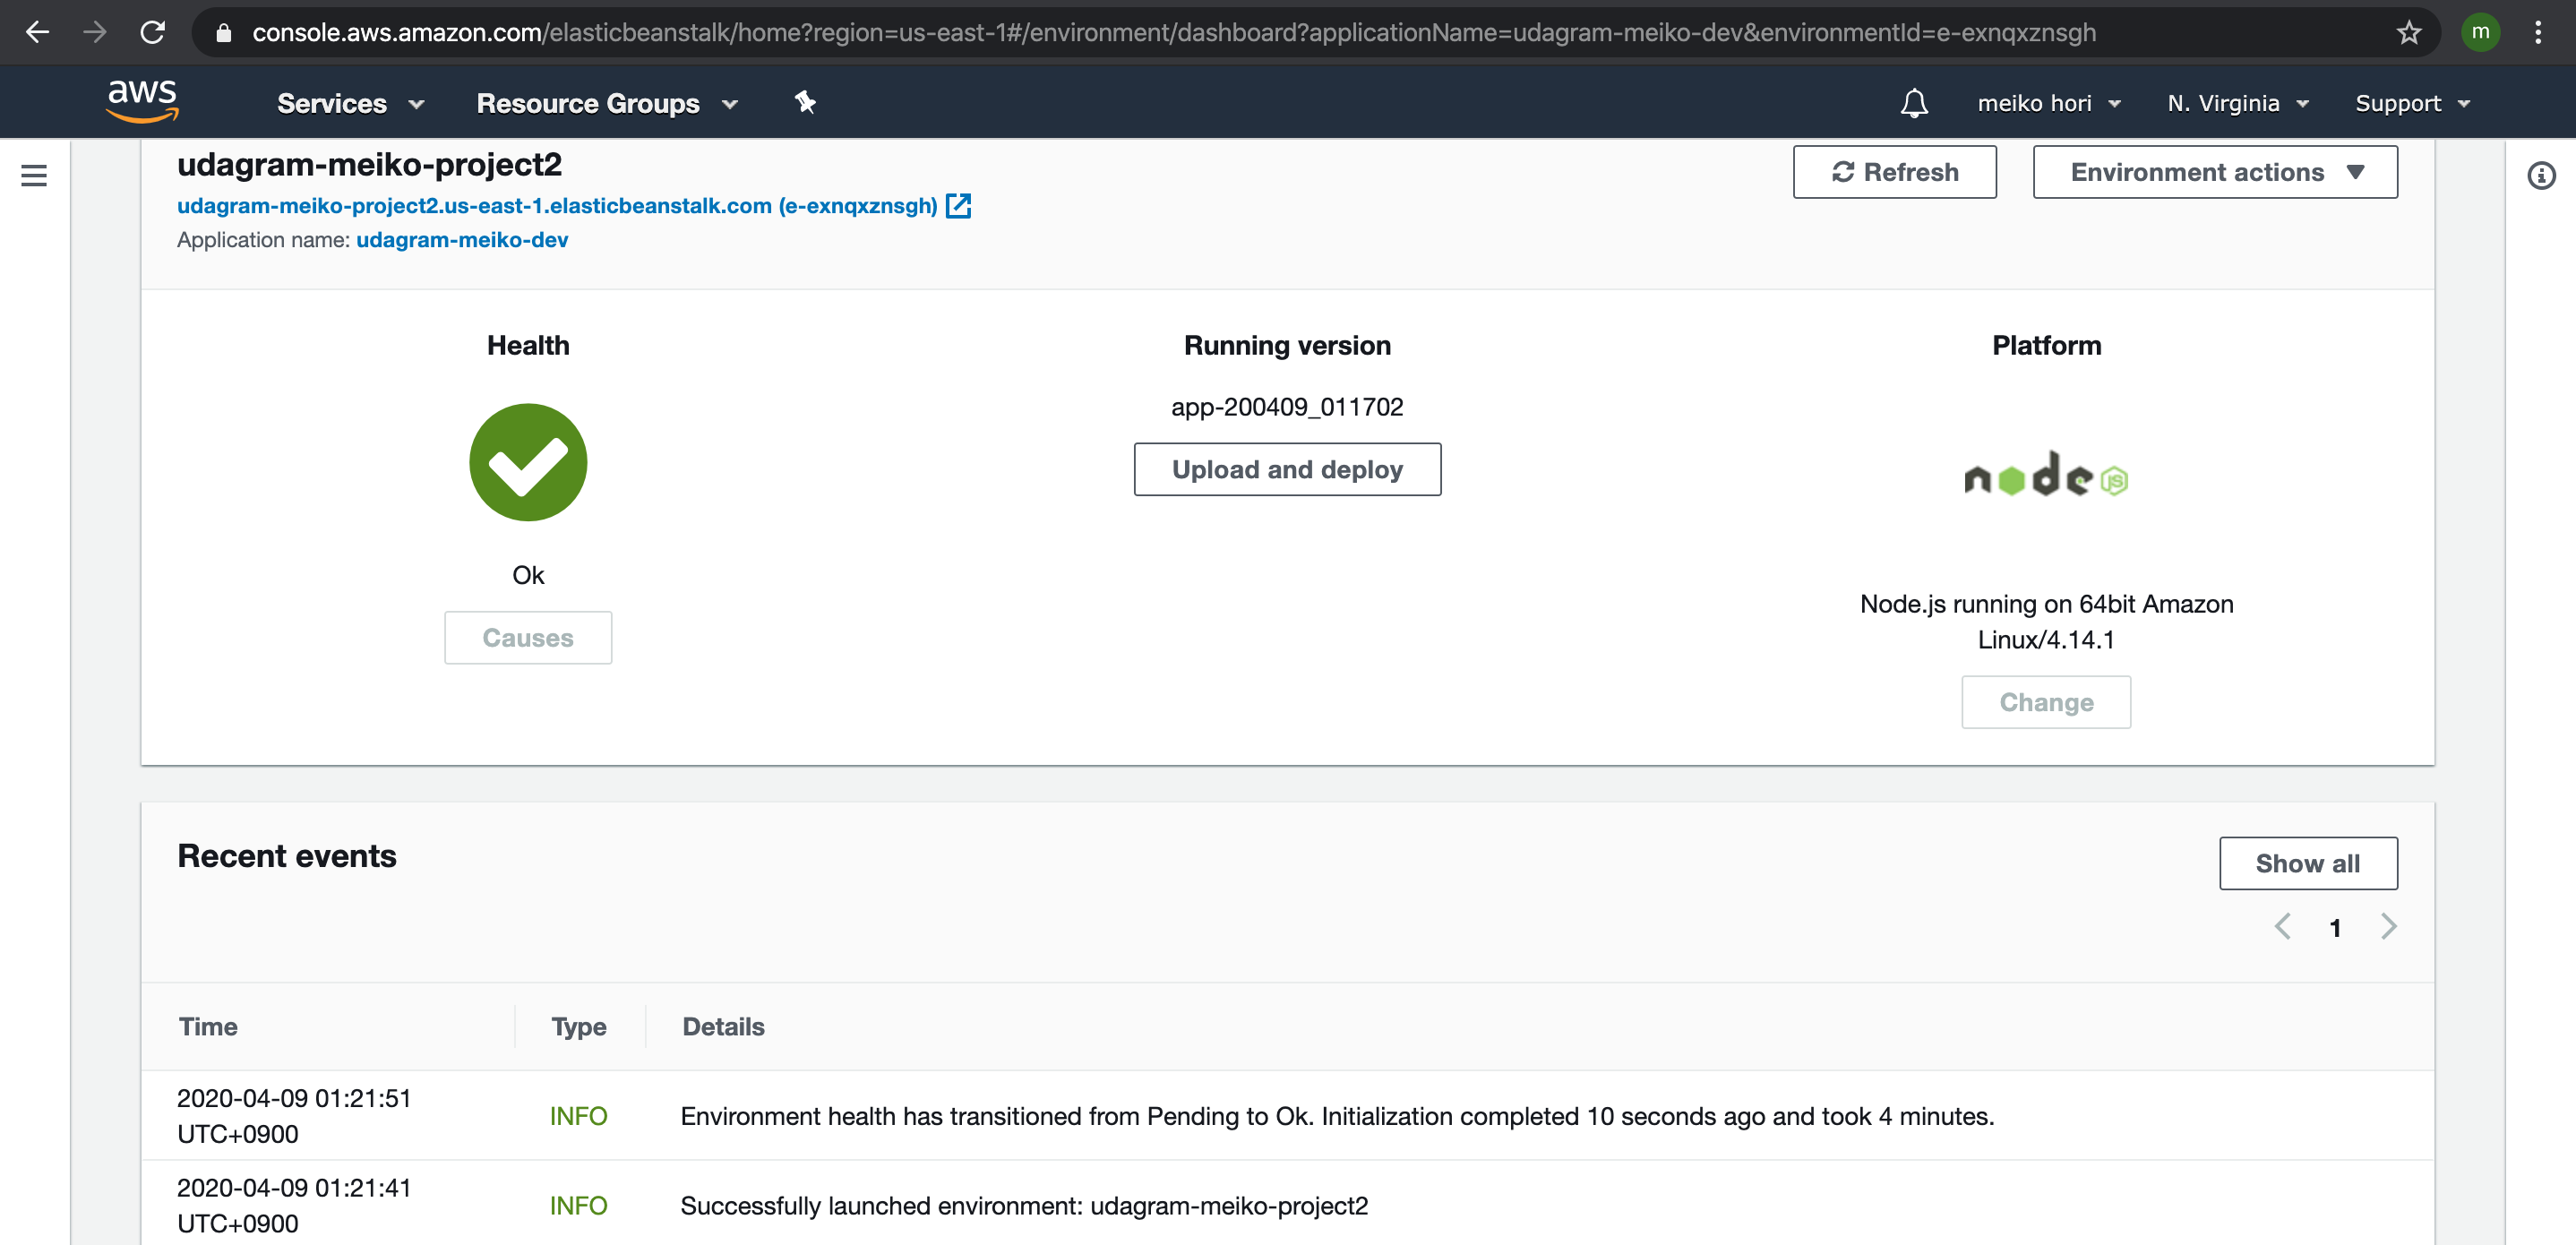 console.aws.amazon.com/elasticbeanstalk/home?region=us-east-1#/environment/dashboard?applicationName=udagram-meiko-dev&environmentId=e-exnqxznsgh
m
aws
Services
Resource Groups
meiko hori
N. Virginia
Support
udagram-meiko-project2
Refresh
Environment actions
udagram-meiko-project2.us-east-1.elasticbeanstalk.com (e-exnqxznsgh)
Application name: udagram-meiko-dev
Health
Ok
Causes
Running version
app-200409_011702
Upload and deploy
Platform
node JS
Node.js running on 64bit Amazon
Linux/4.14.1
Change
Recent events
Show all
1
Time
Type
Details
2020-04-09 01:21:51
UTC+0900
INFO
Environment health has transitioned from Pending to Ok. Initialization completed 10 seconds ago and took 4 minutes.
2020-04-09 01:21:41
UTC+0900
INFO
Successfully launched environment: udagram-meiko-project2